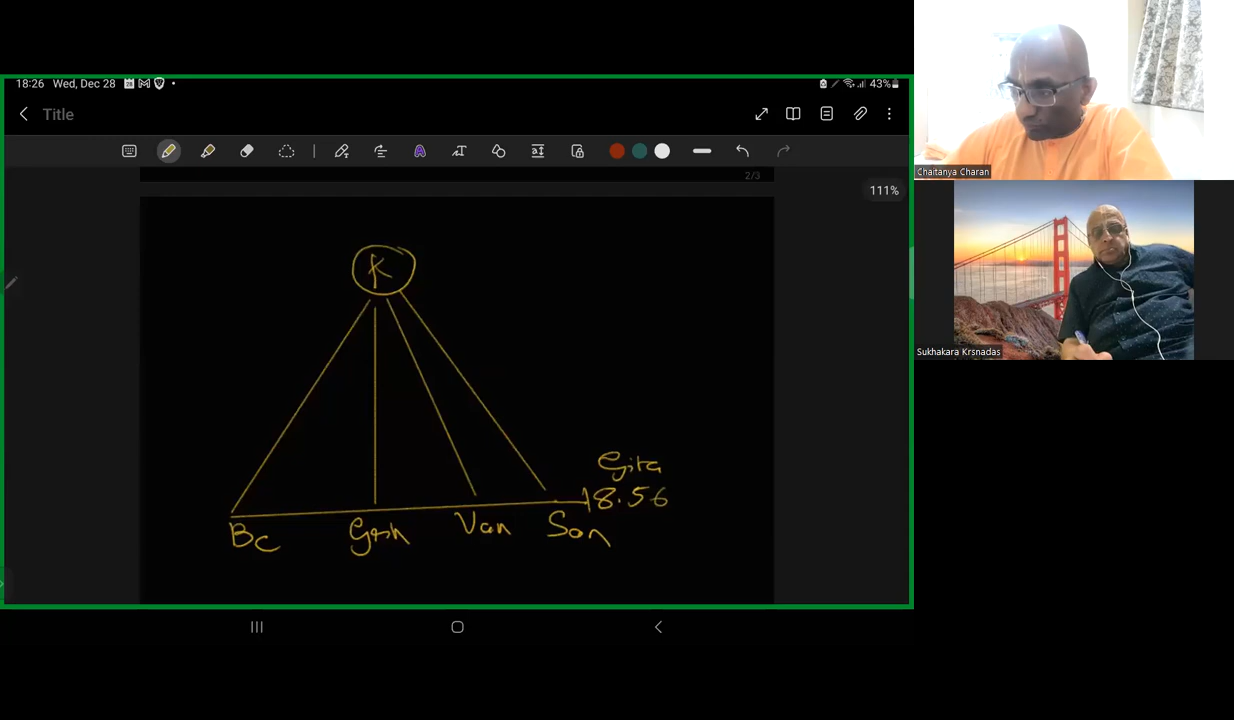 18:26 Wed, Dec 28
43%
Title
2/3
111%
K
Gita
18.56
Bc
Grh
Van
San
Chaitanya Charan
Sukhakara Krsnadas